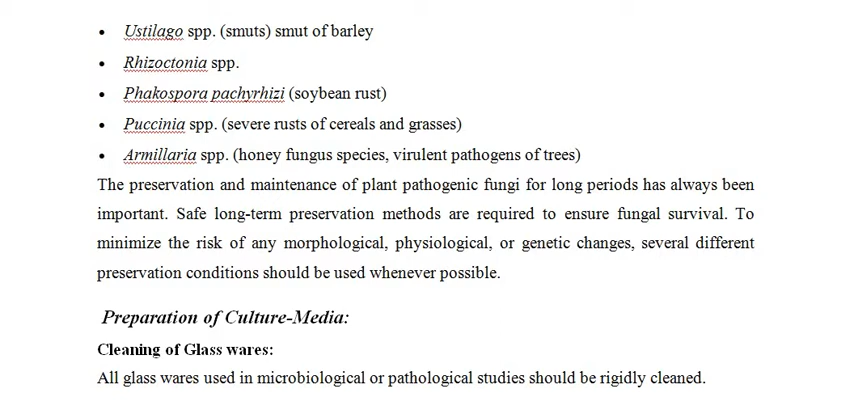 • Ustilago spp. (smuts) smut of barley
• Rhizoctonia spp.
• Phakospora pachyrhizi (soybean rust)
• Puccinia spp. (severe rusts of cereals and grasses)
• Armillaria spp. (honey fungus species, virulent pathogens of trees)
The preservation and maintenance of plant pathogenic fungi for long periods has always been
important. Safe long-term preservation methods are required to ensure fungal survival. To
minimize the risk of any morphological, physiological, or genetic changes, several different
preservation conditions should be used whenever possible.
Preparation of Culture-Media:
Cleaning of Glass wares:
All glass wares used in microbiological or pathological studies should be rigidly cleaned.